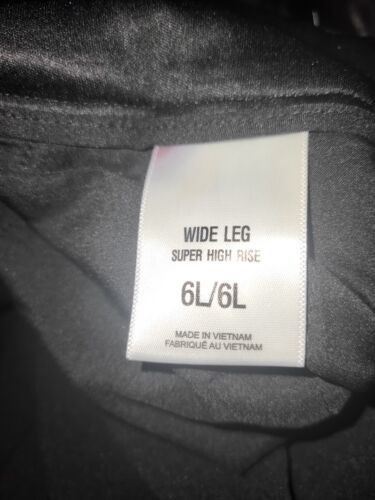 WIDE LEG
SUPER HIGH RISE
6L/6L
MADE IN VIETNAM
FABRIQUÉ AU VIETNAM